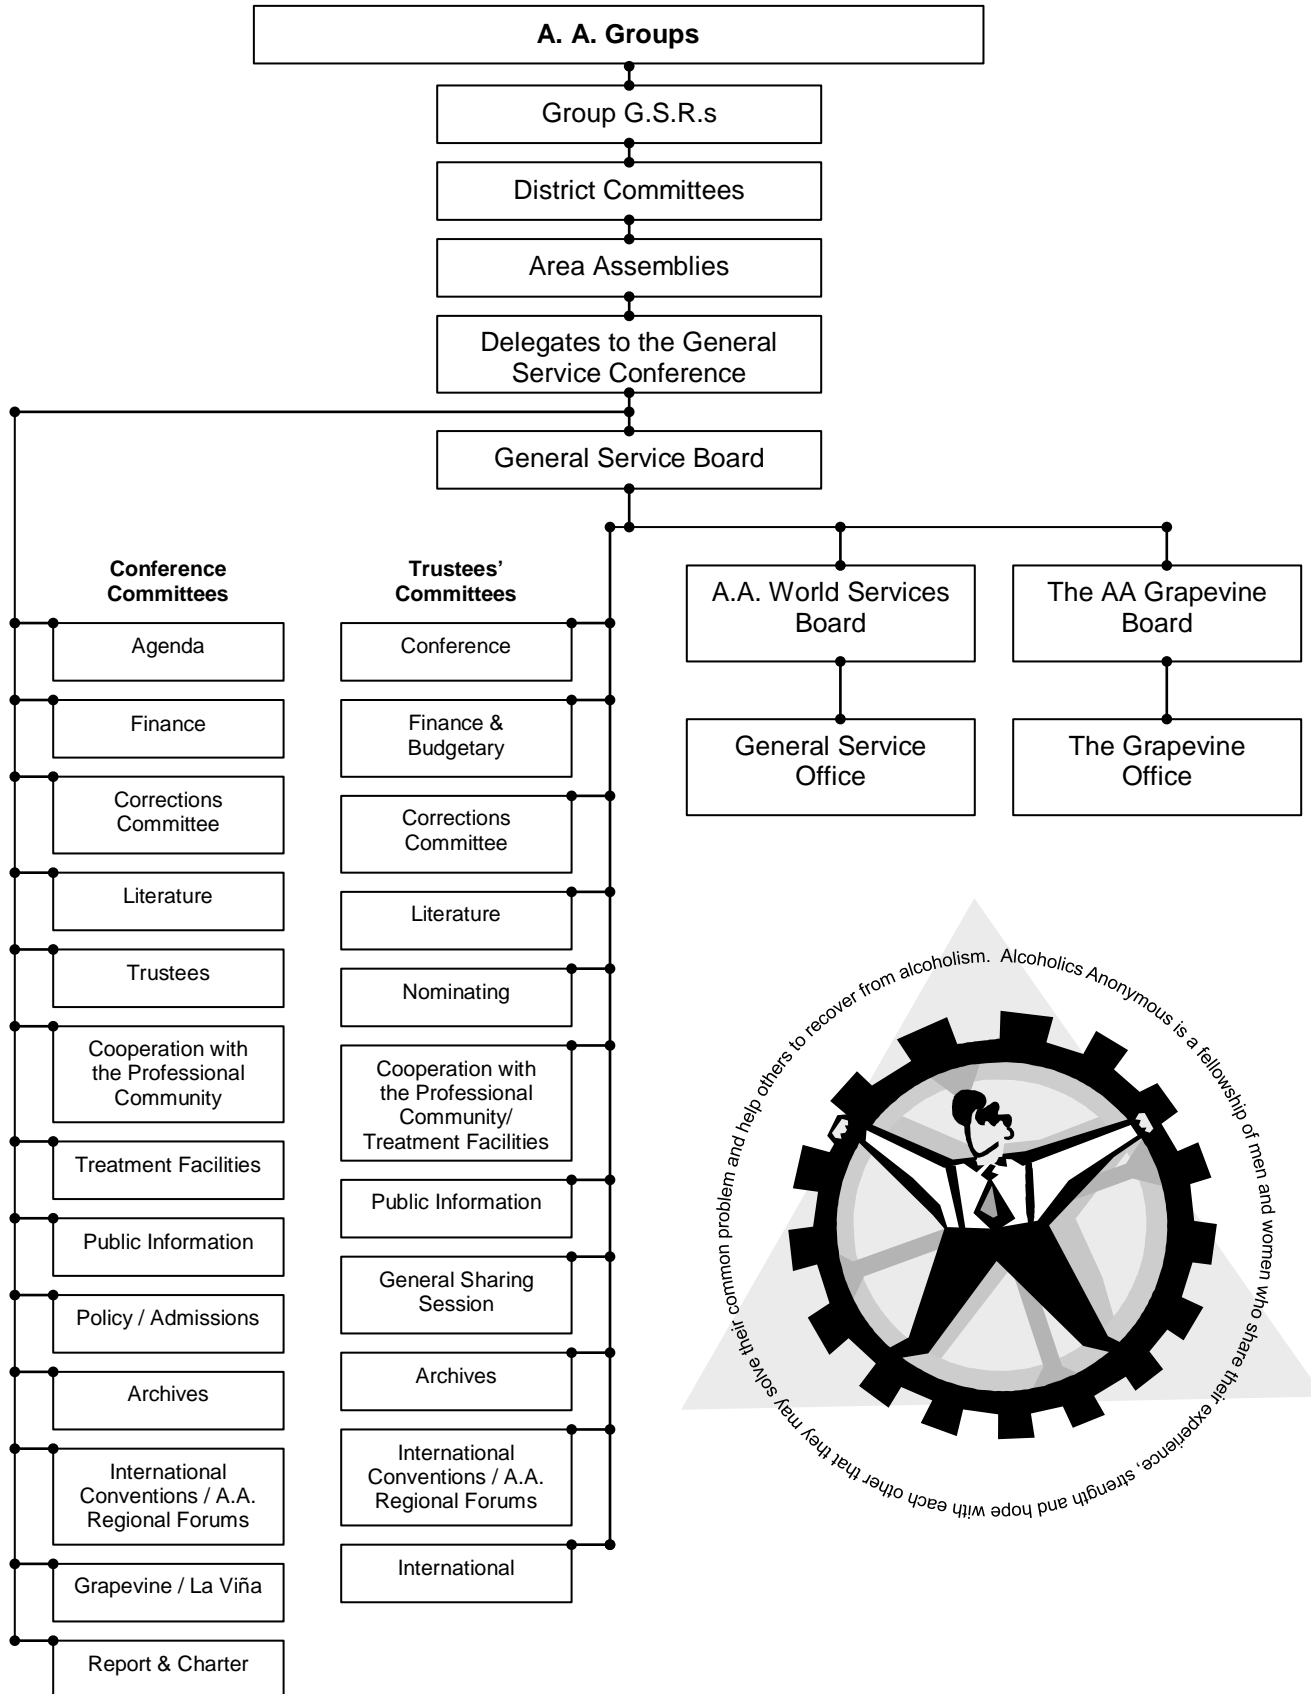 A. A. Groups
Group G.S.R.s
District Committees
Area Assemblies
Delegates to the General
Service Conference
General Service Board
Conference
Committees
Agenda
Finance
Corrections
Committee
Literature
Trustees
Cooperation with
the Professional
Community
Treatment Facilities
Public Information
Policy / Admissions
Archives
International
Conventions / A.A.
Regional Forums
Grapevine / La Viña
Report & Charter
Trustees’
Committees
Conference
Finance &
Budgetary
Corrections
Committee
Literature
Nominating
Cooperation with
the Professional
Community/
Treatment Facilities
Public Information
General Sharing
Session
Archives
International
Conventions / A.A.
Regional Forums
International
A.A. World Services
Board
General Service
Office
The AA Grapevine
Board
The Grapevine
Office
Alcoholics Anonymous is a fellowship of men and women who share their experience, strength and hope with each other that they may solve their common problem and help others to recover from alcoholism.